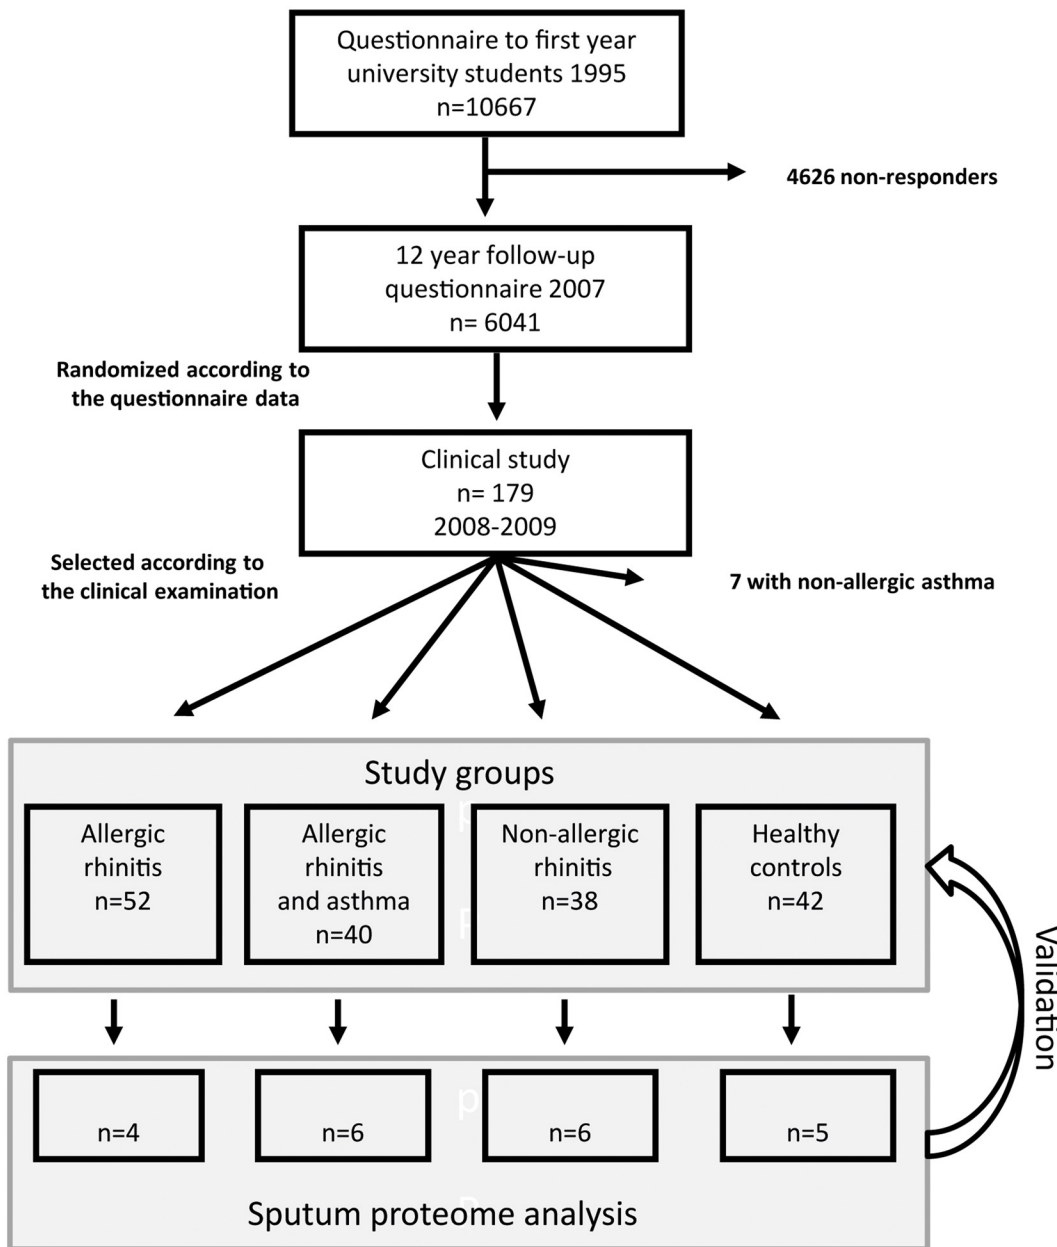 Questionnaire to first year
university students 1995
n=10667
4626 non-responders
12 year follow-up
questionnaire 2007
n= 6041
Randomized according to
the questionnaire data
Clinical study
n= 179
2008-2009
Selected according to
the clinical examination
7 with non-allergic asthma
Study groups
Allergic
rhinitis
n=52
Allergic
rhinitis
and asthma
n=40
Non-allergic
rhinitis
n=38
Healthy
controls
n=42
Validation
n=4
n=6
n=6
n=5
Sputum proteome analysis